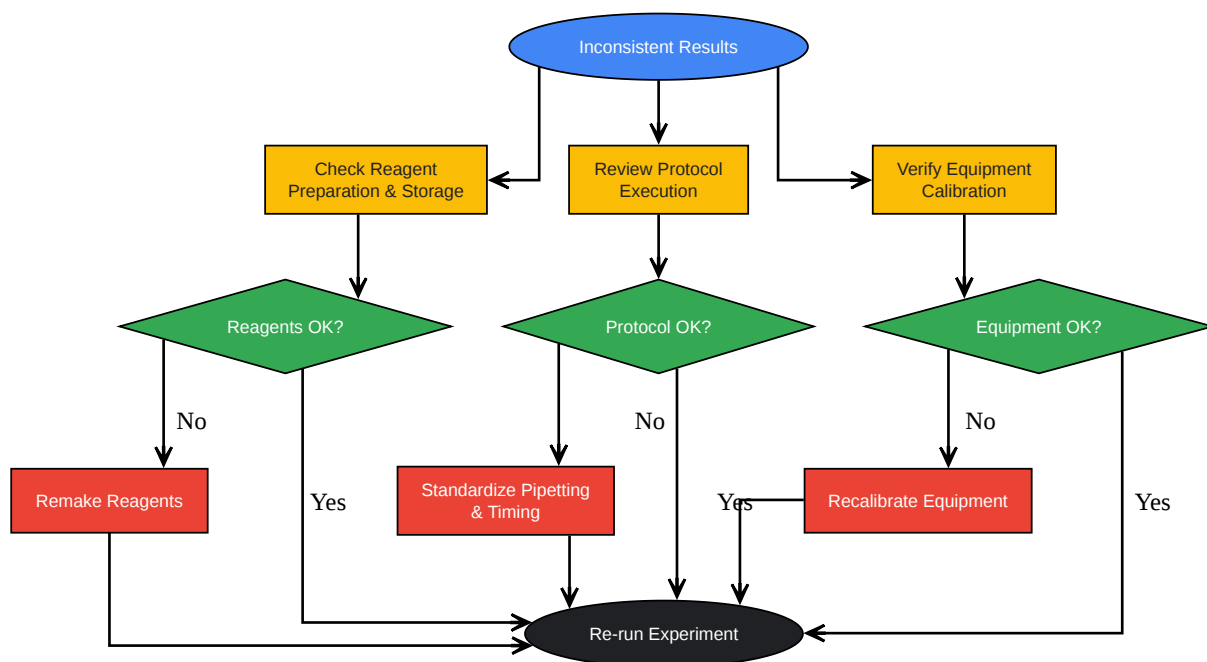 Inconsistent Results
Check Reagent
Preparation & Storage
Review Protocol
Execution
Verify Equipment
Calibration
Reagents OK?
Protocol OK?
Equipment OK?
No
No
No
Remake Reagents
Yes
Standardize Pipetting
& Timing
Yes
Recalibrate Equipment
Yes
Re-run Experiment